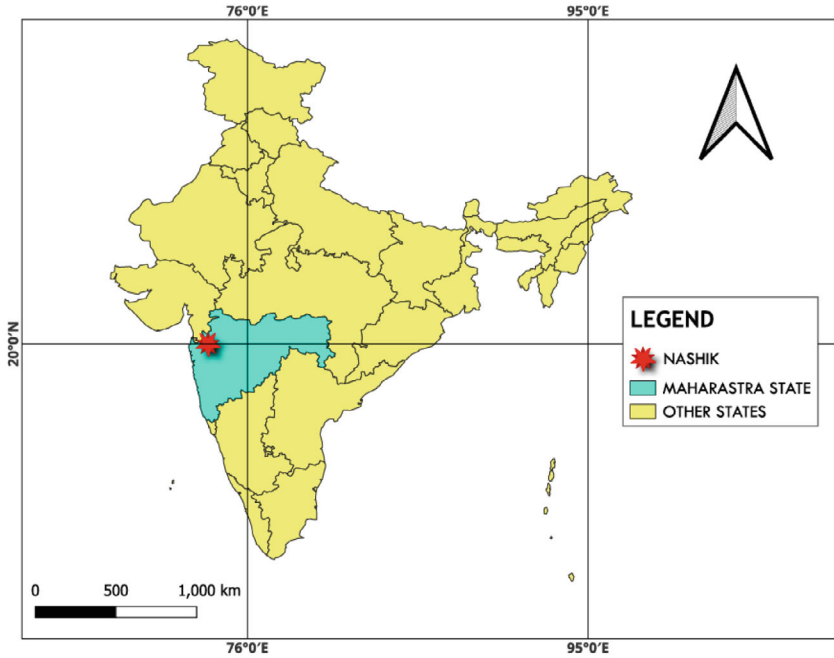 76°0'E 95°0'E
20°0'N
LEGEND
NASHIK
MAHARASTRA STATE
OTHER STATES
0 500 1,000 km
76°0'E 95°0'E